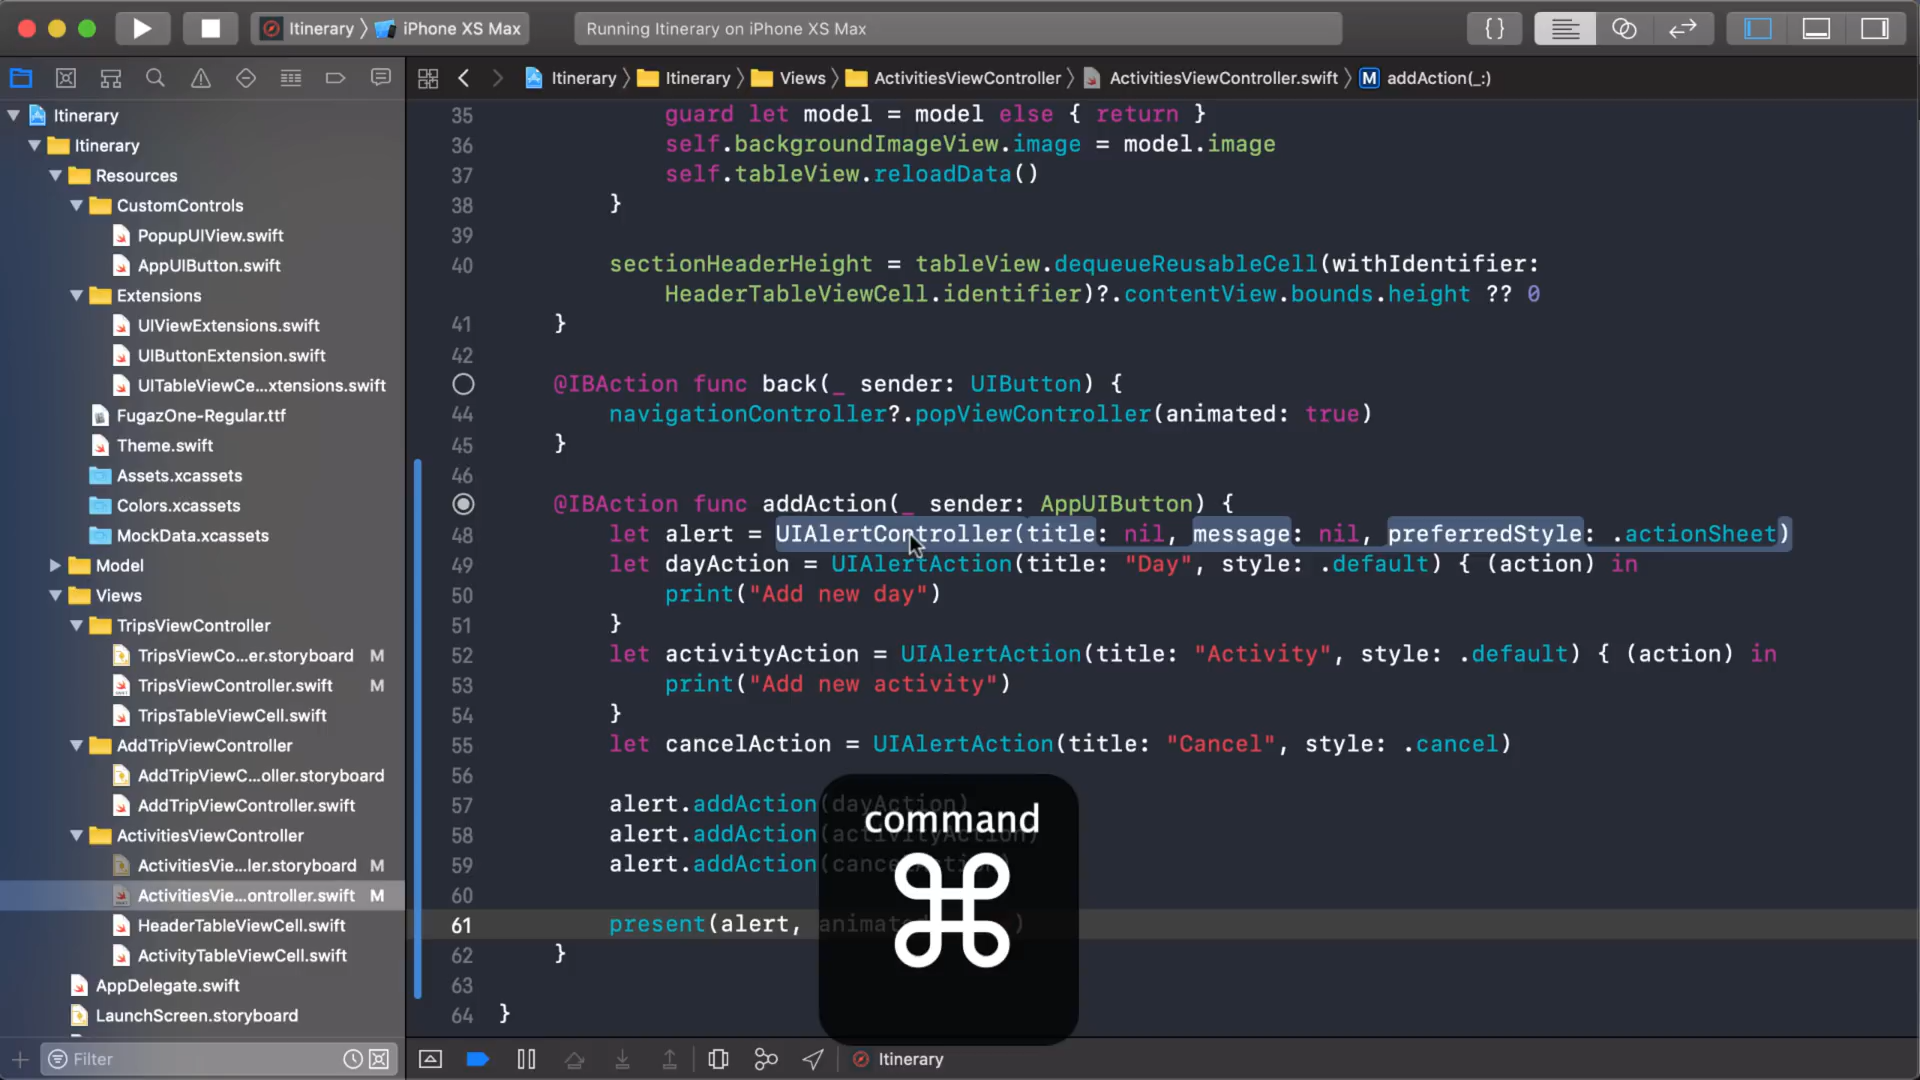 Itinerary
iPhone XS Max
Running Itinerary on iPhone XS Max
{ }
Itinerary
Itinerary
Views
ActivitiesViewController
ActivitiesViewController.swift
M
addAction(_:)
Itinerary
Itinerary
Resources
CustomControls
PopupUIView.swift
AppUIButton.swift
Extensions
UIViewExtensions.swift
UIButtonExtension.swift
UITableViewCe...xtensions.swift
FugazOne-Regular.ttf
Theme.swift
Assets.xcassets
Colors.xcassets
MockData.xcassets
Model
Views
TripsViewController
TripsViewCo...er.storyboard M
TripsViewController.swift M
TripsTableViewCell.swift
AddTripViewController
AddTripViewC...oller.storyboard
AddTripViewController.swift
ActivitiesViewController
ActivitiesVie...ler.storyboard M
ActivitiesVie...ontroller.swift M
HeaderTableViewCell.swift
ActivityTableViewCell.swift
AppDelegate.swift
LaunchScreen.storyboard
Filter
35 guard let model = model else { return }
36 self.backgroundImageView.image = model.image
37 self.tableView.reloadData()
38 }
39
40 sectionHeaderHeight = tableView.dequeueReusableCell(withIdentifier:
HeaderTableViewCell.identifier)?.contentView.bounds.height ?? 0
41 }
42
@IBAction func back(_ sender: UIButton) {
44 navigationController?.popViewController(animated: true)
45 }
46
@IBAction func addAction(_ sender: AppUIButton) {
48 let alert = UIAlertController(title: nil, message: nil, preferredStyle: .actionSheet)
49 let dayAction = UIAlertAction(title: "Day", style: .default) { (action) in
50 print("Add new day")
51 }
52 let activityAction = UIAlertAction(title: "Activity", style: .default) { (action) in
53 print("Add new activity")
54 }
55 let cancelAction = UIAlertAction(title: "Cancel", style: .cancel)
56
57 alert.addAction(dayAction)
58 alert.addAction(activityAction)
59 alert.addAction(cancelAction)
60
61 present(alert,
62 }
63
64 }
command
⌘
Itinerary